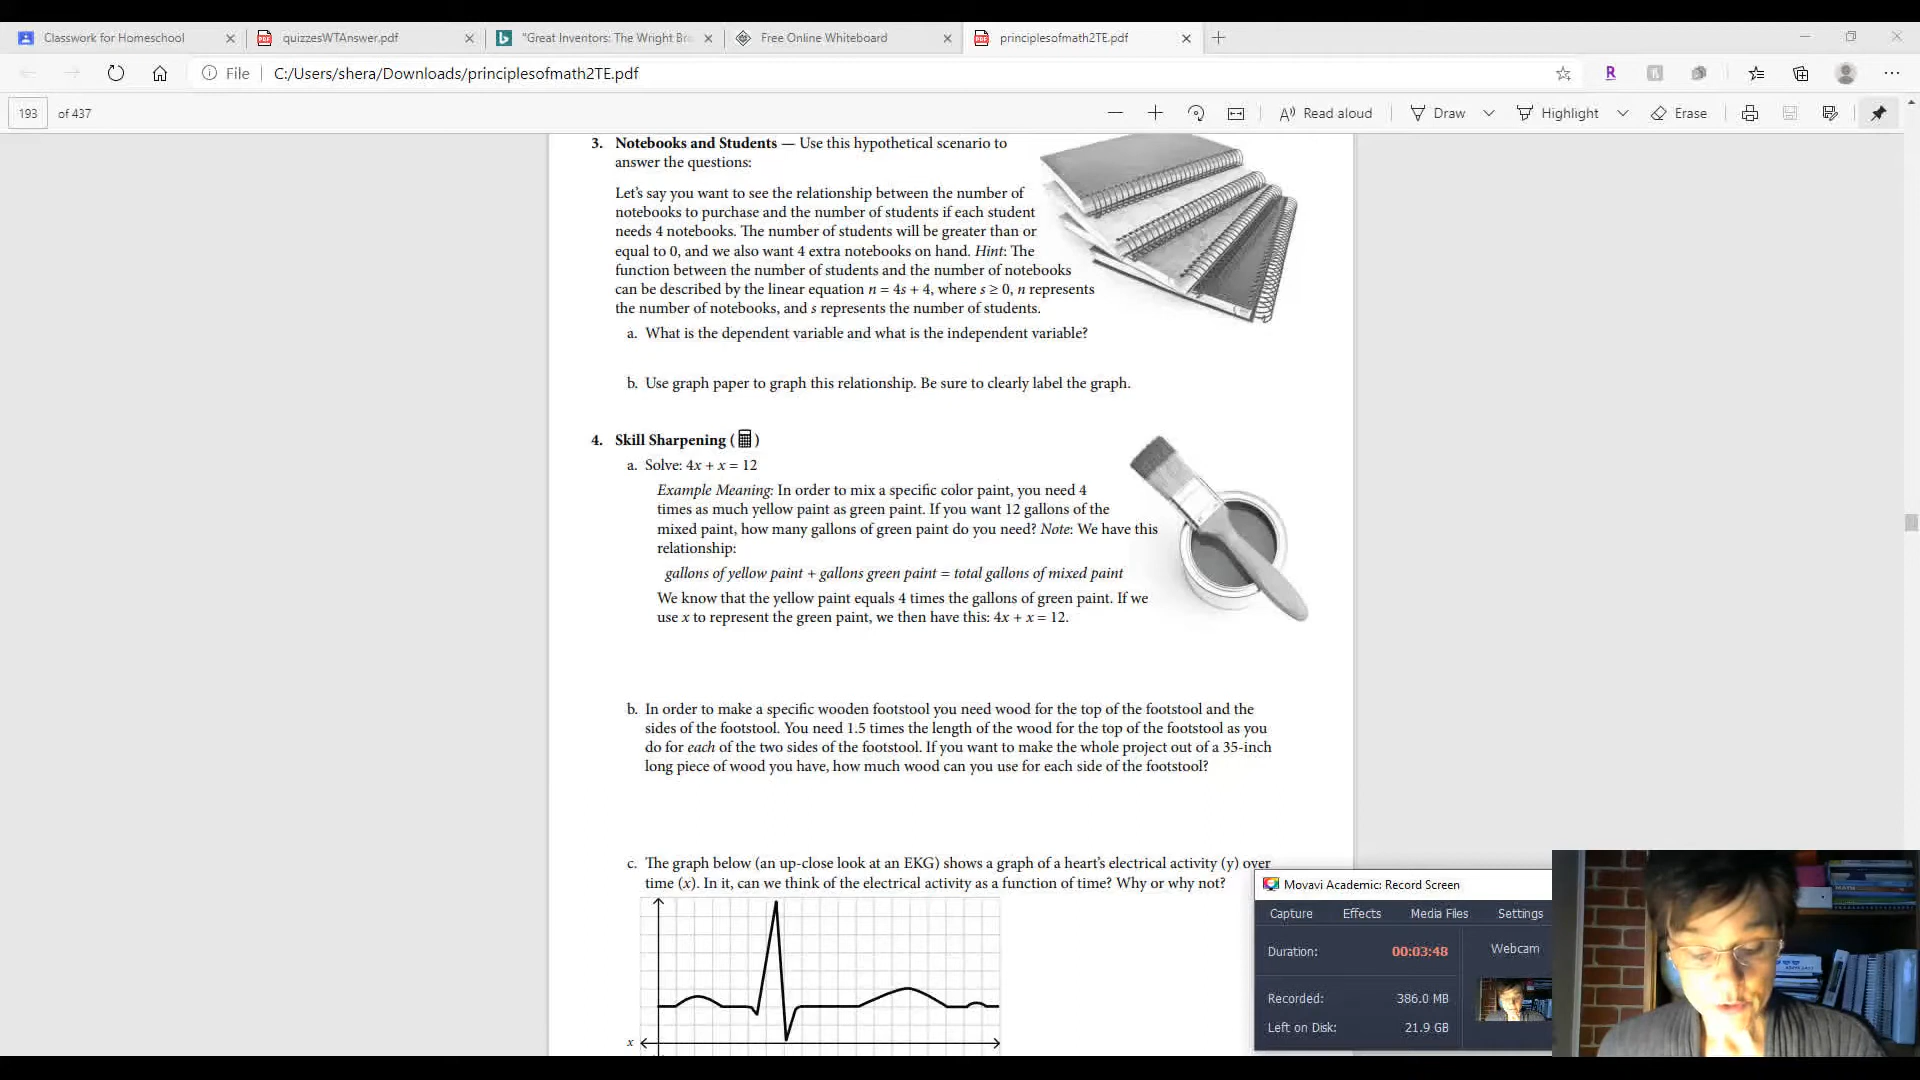 Classwork for Homeschool
quizzesWTAnswer.pdf
"Great Inventors: The Wright Bro
Free Online Whiteboard
principlesofmath2TE.pdf
File
C:/Users/shera/Downloads/principlesofmath2TE.pdf
193 of 437
Read aloud
Draw
Highlight
Erase
3. Notebooks and Students — Use this hypothetical scenario to
answer the questions:
Let's say you want to see the relationship between the number of
notebooks to purchase and the number of students if each student
needs 4 notebooks. The number of students will be greater than or
equal to 0, and we also want 4 extra notebooks on hand. Hint: The
function between the number of students and the number of notebooks
can be described by the linear equation n = 4s + 4, where s ≥ 0, n represents
the number of notebooks, and s represents the number of students.
a. What is the dependent variable and what is the independent variable?
b. Use graph paper to graph this relationship. Be sure to clearly label the graph.
4. Skill Sharpening ( )
a. Solve: 4x + x = 12
Example Meaning: In order to mix a specific color paint, you need 4
times as much yellow paint as green paint. If you want 12 gallons of the
mixed paint, how many gallons of green paint do you need? Note: We have this
relationship:
gallons of yellow paint + gallons green paint = total gallons of mixed paint
We know that the yellow paint equals 4 times the gallons of green paint. If we
use x to represent the green paint, we then have this: 4x + x = 12.
b. In order to make a specific wooden footstool you need wood for the top of the footstool and the
sides of the footstool. You need 1.5 times the length of the wood for the top of the footstool as you
do for each of the two sides of the footstool. If you want to make the whole project out of a 35-inch
long piece of wood you have, how much wood can you use for each side of the footstool?
c. The graph below (an up-close look at an EKG) shows a graph of a heart's electrical activity (y) over
time (x). In it, can we think of the electrical activity as a function of time? Why or why not?
x
Movavi Academic: Record Screen
Capture Effects Media Files Settings
Duration: 00:03:48
Webcam
Recorded: 386.0 MB
Left on Disk: 21.9 GB